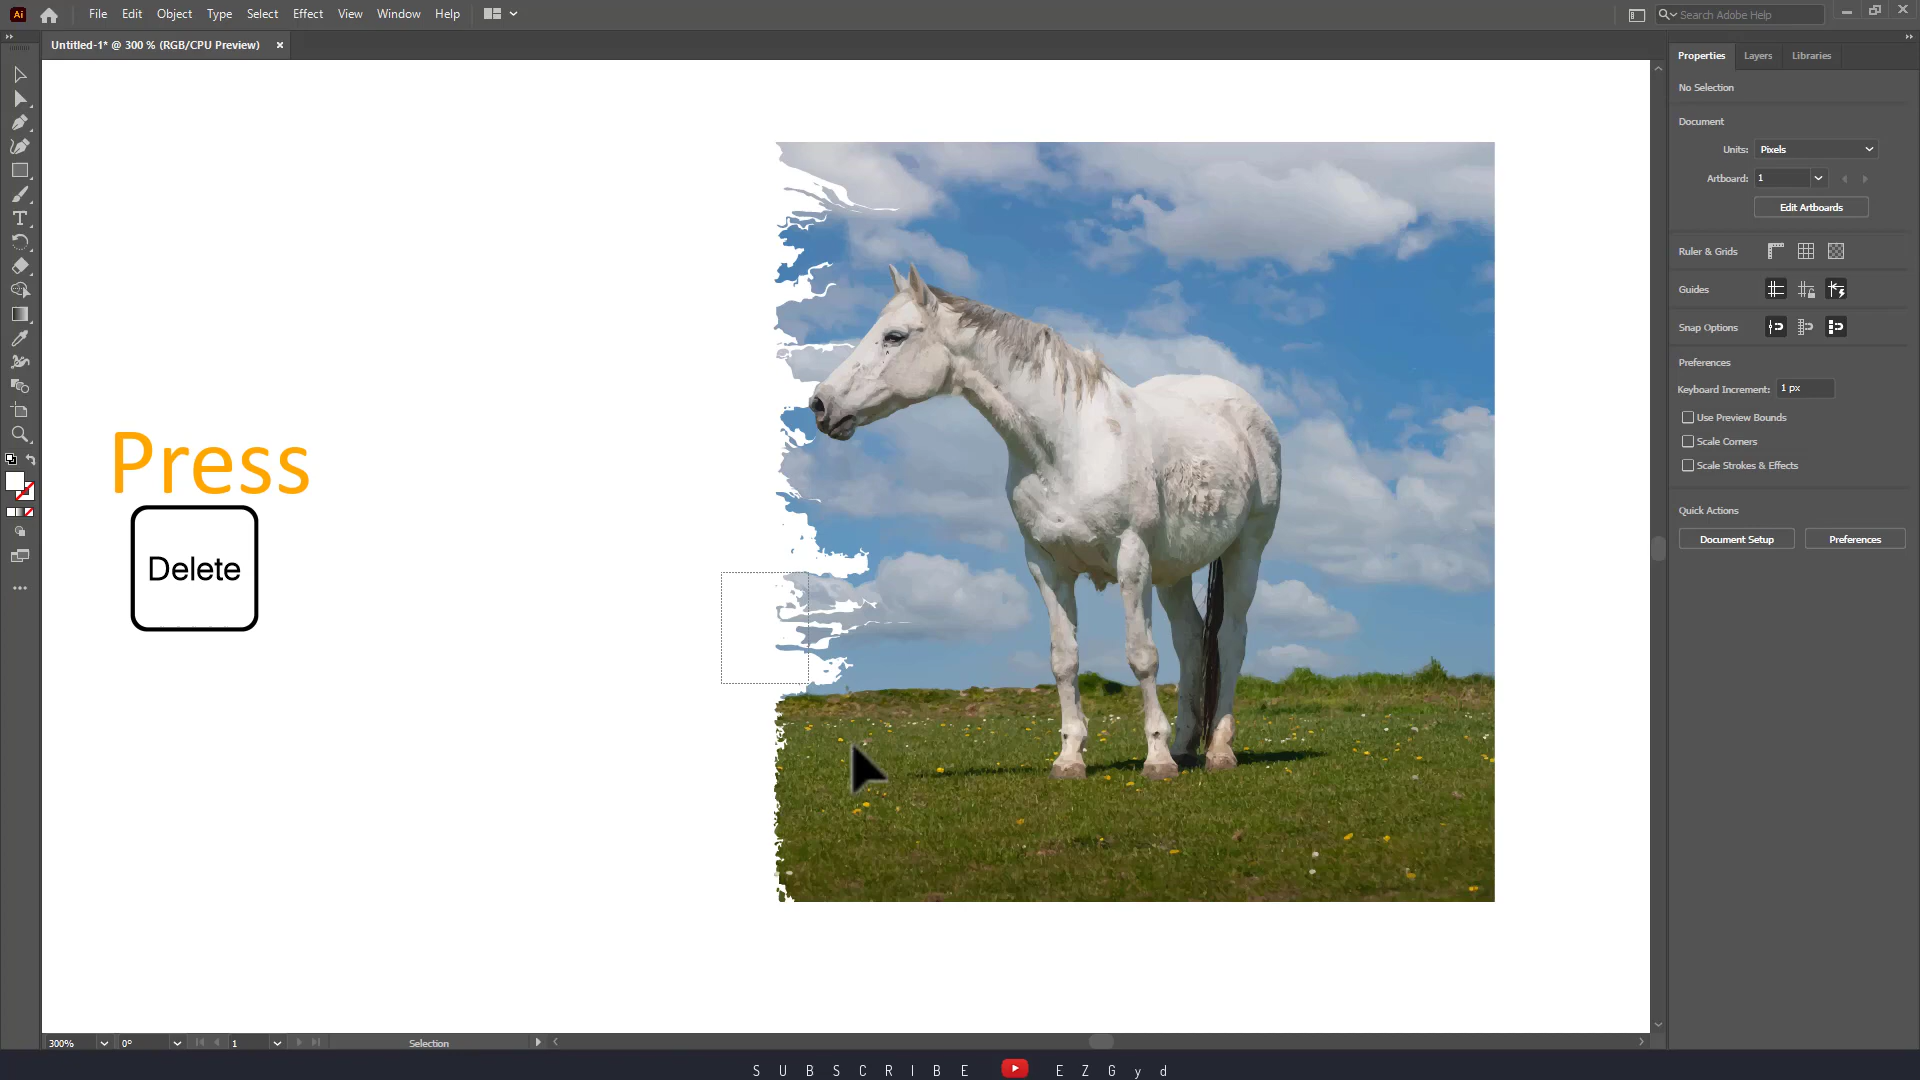 Ai File Edit Object Type Select Effect View Window Help
Search Adobe Help
Untitled-1* @ 300 % (RGB/CPU Preview) ×
Properties Layers Libraries
No Selection
Document
Units: Pixels
Artboard: 1
Edit Artboards
Ruler & Grids
Guides
Snap Options
Preferences
Keyboard Increment: 1 px
Use Preview Bounds
Scale Corners
Scale Strokes & Effects
Quick Actions
Document Setup Preferences
Press
Delete
300% 0° 1 Selection
SUBSCRIBE EZGyd